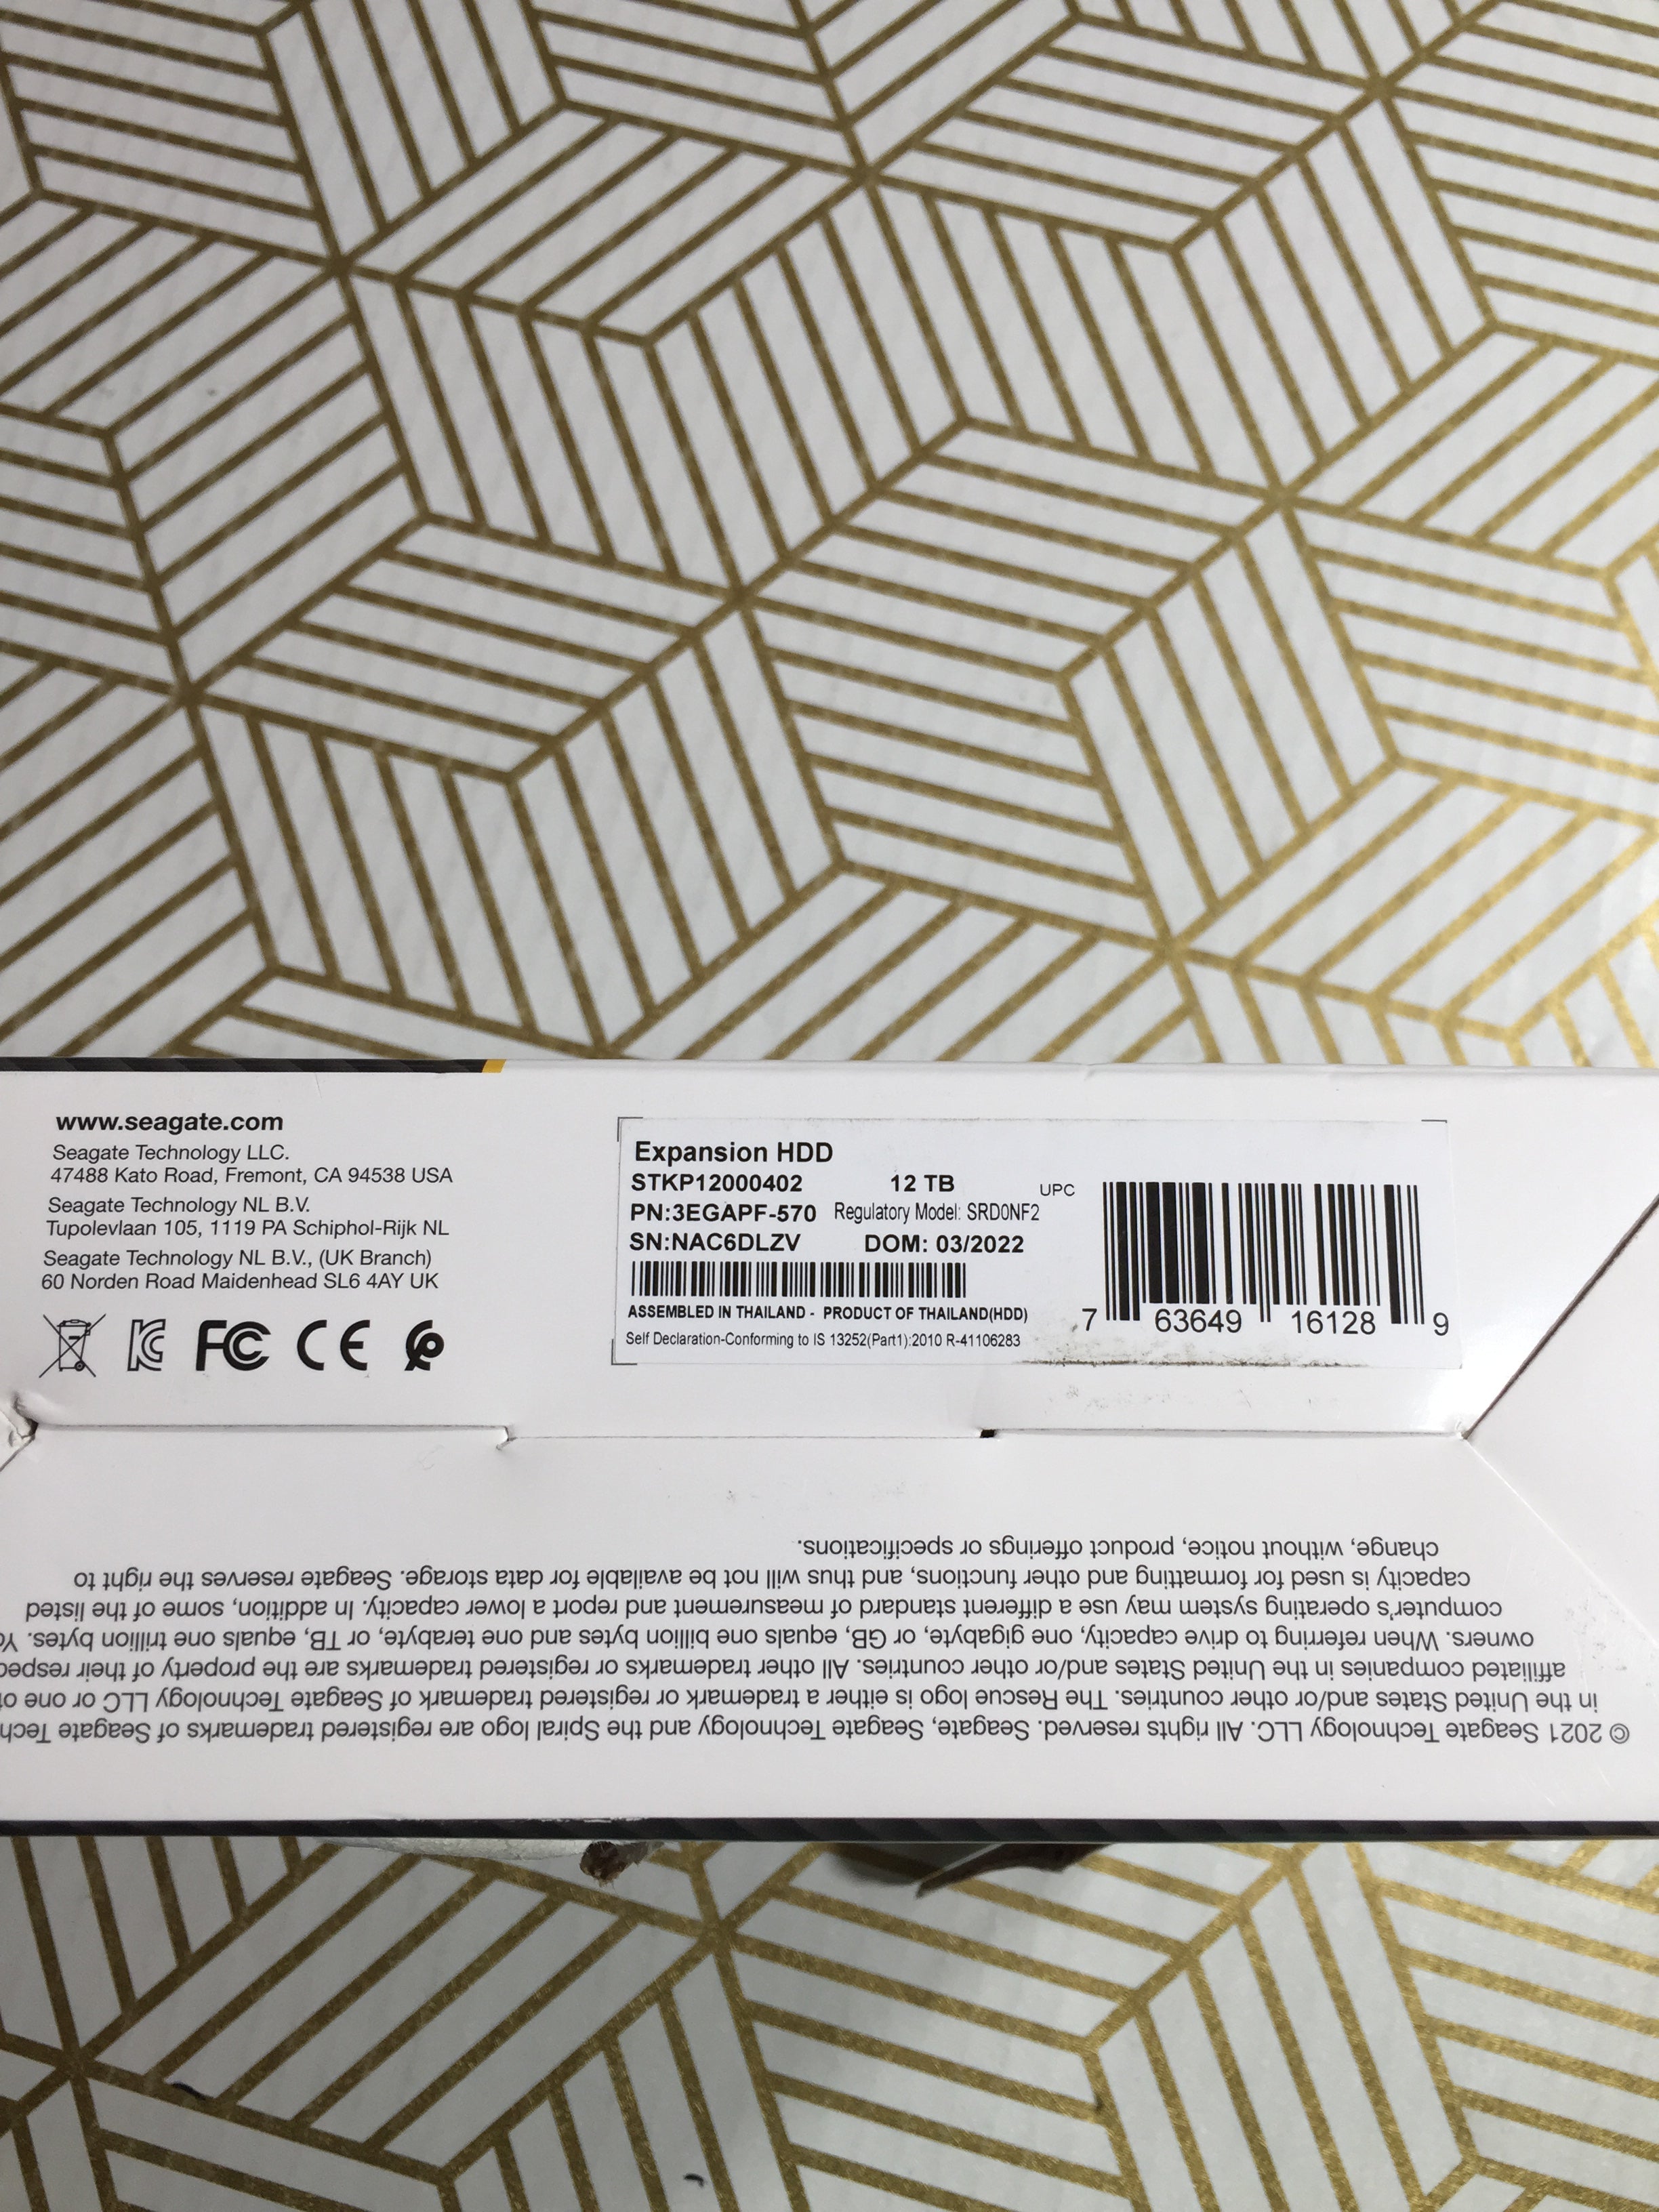 www.seagate.com
Seagate Technology LLC.
47488 Kato Road, Fremont, CA 94538 USA
Seagate Technology NL B.V.
Tupolevlaan 105, 1119 PA Schiphol-Rijk NL
Seagate Technology NL B.V., (UK Branch)
60 Norden Road Maidenhead SL6 4AY UK
FC CE
Expansion HDD
STKP12000402 12 TB
PN:3EGAPF-570 Regulatory Model: SRD0NF2
SN:NAC6DLZV DOM: 03/2022
ASSEMBLED IN THAILAND - PRODUCT OF THAILAND(HDD)
Self Declaration-Conforming to IS 13252(Part1):2010 R-41106283
UPC
7 63649 16128 9
© 2021 Seagate Technology LLC. All rights reserved. Seagate, Seagate Technology and the Spiral logo are registered trademarks of Seagate
in the United States and/or other countries. The Rescue logo is either a trademark or registered trademark of Seagate Technology LLC or one
affiliated companies in the United States and/or other countries. All other trademarks or registered trademarks are the property of their
owners. When referring to drive capacity, one gigabyte, or GB, equals one billion bytes and one terabyte, or TB, equals one trillion bytes.
computer's operating system may use a different standard of measurement and report a lower capacity. In addition, some of the listed
capacity is used for formatting and other functions, and thus will not be available for data storage. Seagate reserves the right to
change, without notice, product offerings or specifications.